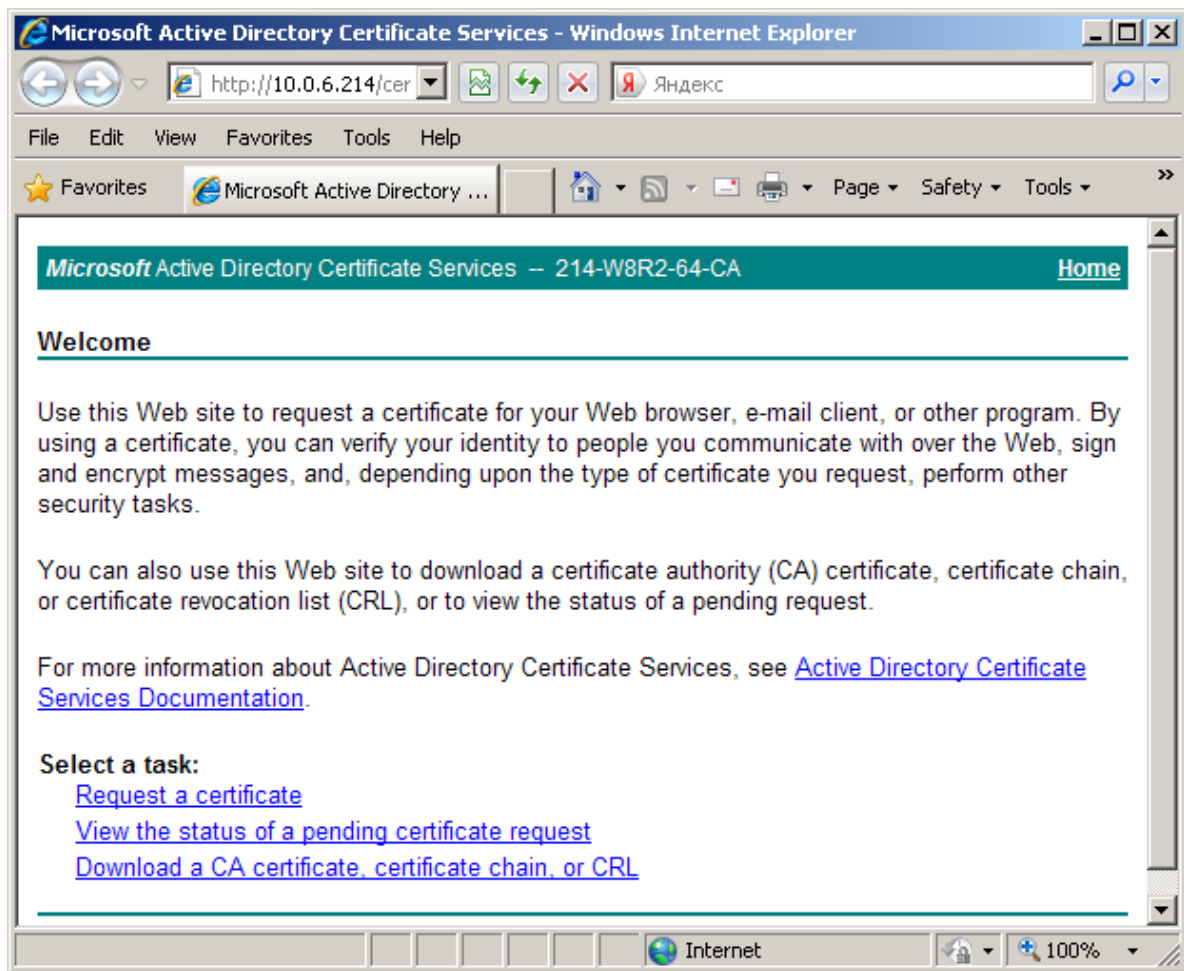 Microsoft Active Directory Certificate Services - Windows Internet Explorer
http://10.0.6.214/cer
Яндекс
File Edit View Favorites Tools Help
Favorites Microsoft Active Directory ... Page Safety Tools »
Microsoft Active Directory Certificate Services -- 214-W8R2-64-CA Home
Welcome
Use this Web site to request a certificate for your Web browser, e-mail client, or other program. By
using a certificate, you can verify your identity to people you communicate with over the Web, sign
and encrypt messages, and, depending upon the type of certificate you request, perform other
security tasks.
You can also use this Web site to download a certificate authority (CA) certificate, certificate chain,
or certificate revocation list (CRL), or to view the status of a pending request.
For more information about Active Directory Certificate Services, see Active Directory Certificate
Services Documentation.
Select a task:
Request a certificate
View the status of a pending certificate request
Download a CA certificate, certificate chain, or CRL
Internet 100%